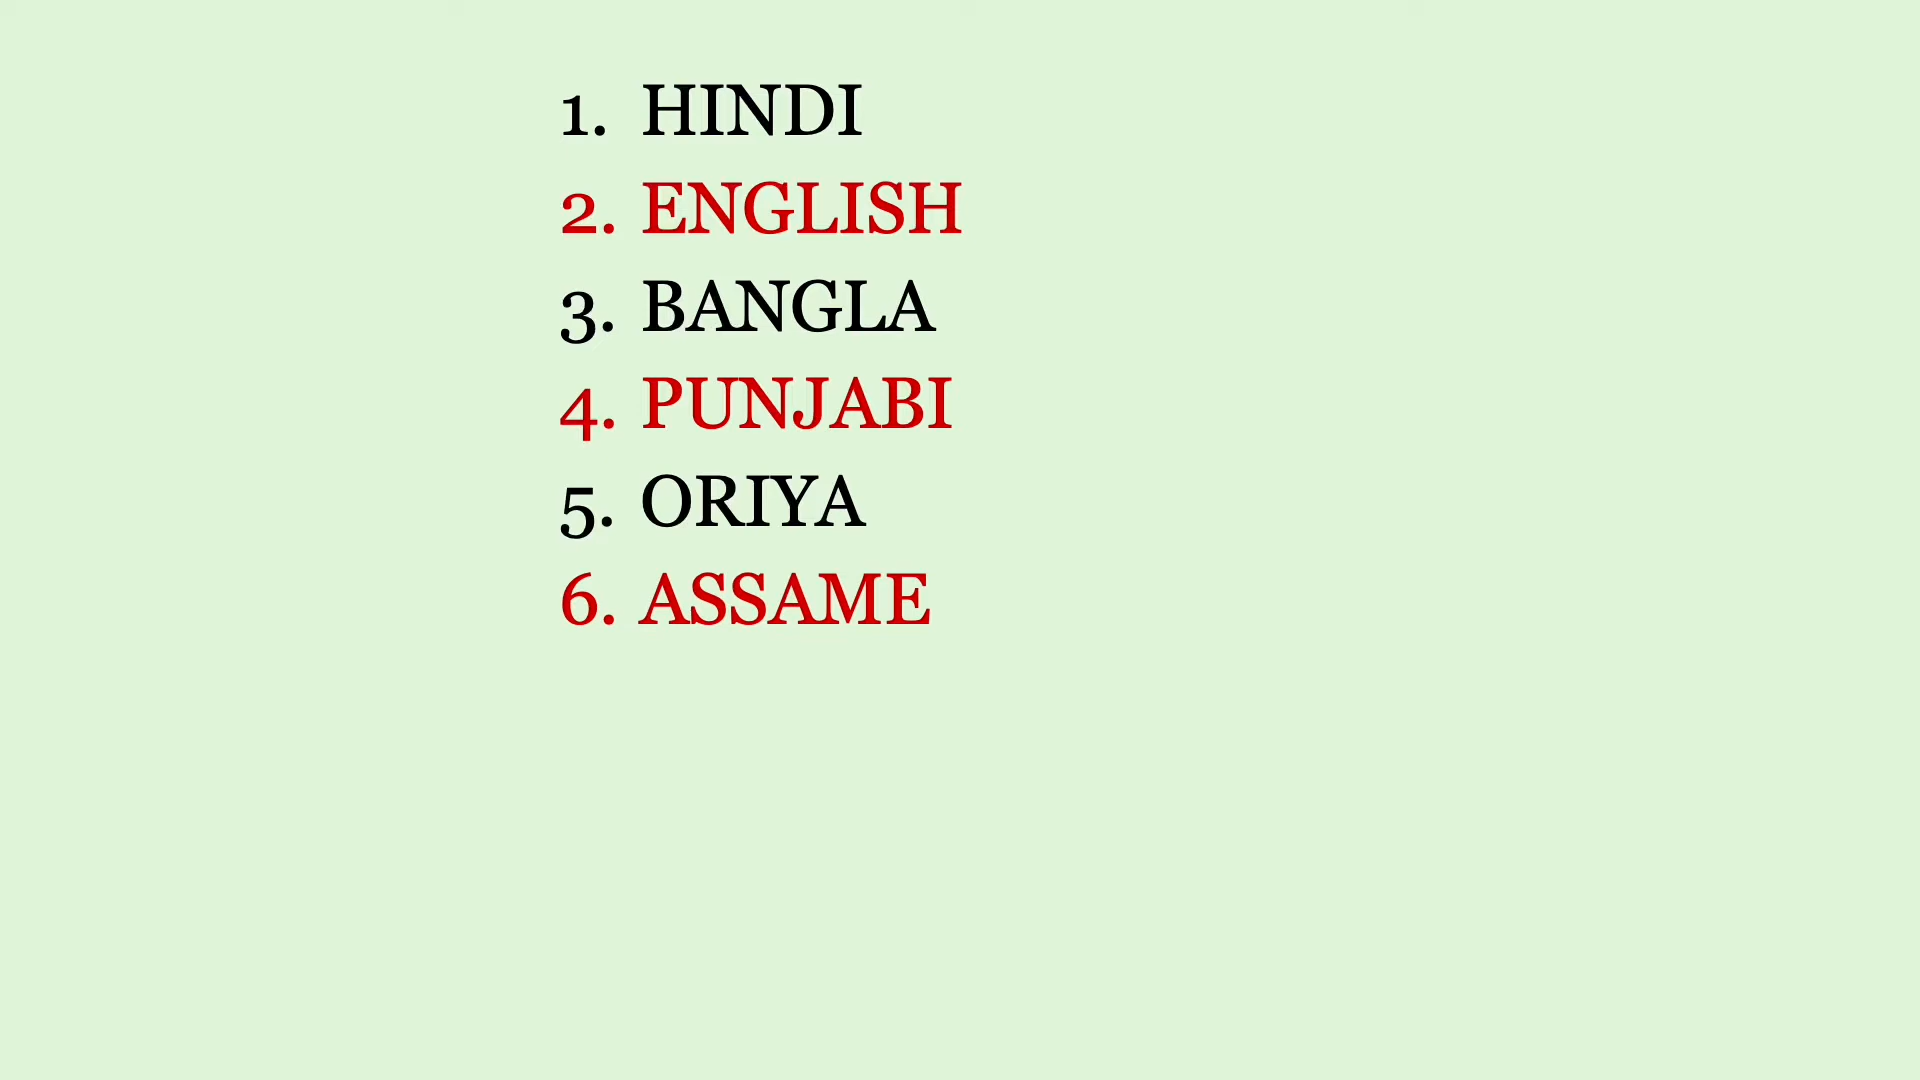 1. HINDI
2. ENGLISH
3. BANGLA
4. PUNJABI
5. ORIYA
6. ASSAME